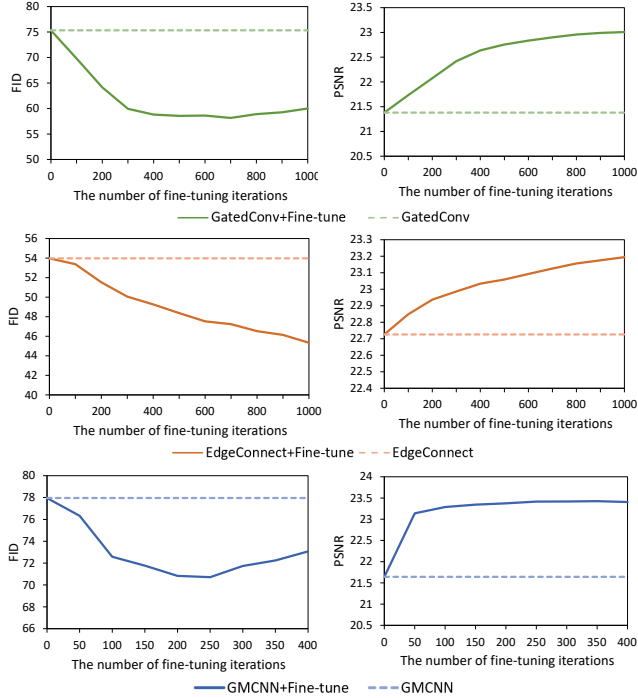 80
75
70
65
60
55
50
FID
0 200 400 600 800 1000
The number of fine-tuning iterations
23.5
23
22.5
22
21.5
21
20.5
PSNR
0 200 400 600 800 1000
The number of fine-tuning iterations
GatedConv+Fine-tune GatedConv
56
54
52
50
48
46
44
42
40
FID
0 200 400 600 800 1000
The number of fine-tuning iterations
23.3
23.2
23.1
23
22.9
22.8
22.7
22.6
22.5
22.4
PSNR
0 200 400 600 800 1000
The number of fine-tuning iterations
EdgeConnect+Fine-tune EdgeConnect
80
78
76
74
72
70
68
66
FID
0 50 100 150 200 250 300 350 400
The number of fine-tuning iterations
24
23.5
23
22.5
22
21.5
21
20.5
PSNR
0 50 100 150 200 250 300 350 400
The number of fine-tuning iterations
GMCNN+Fine-tune GMCNN